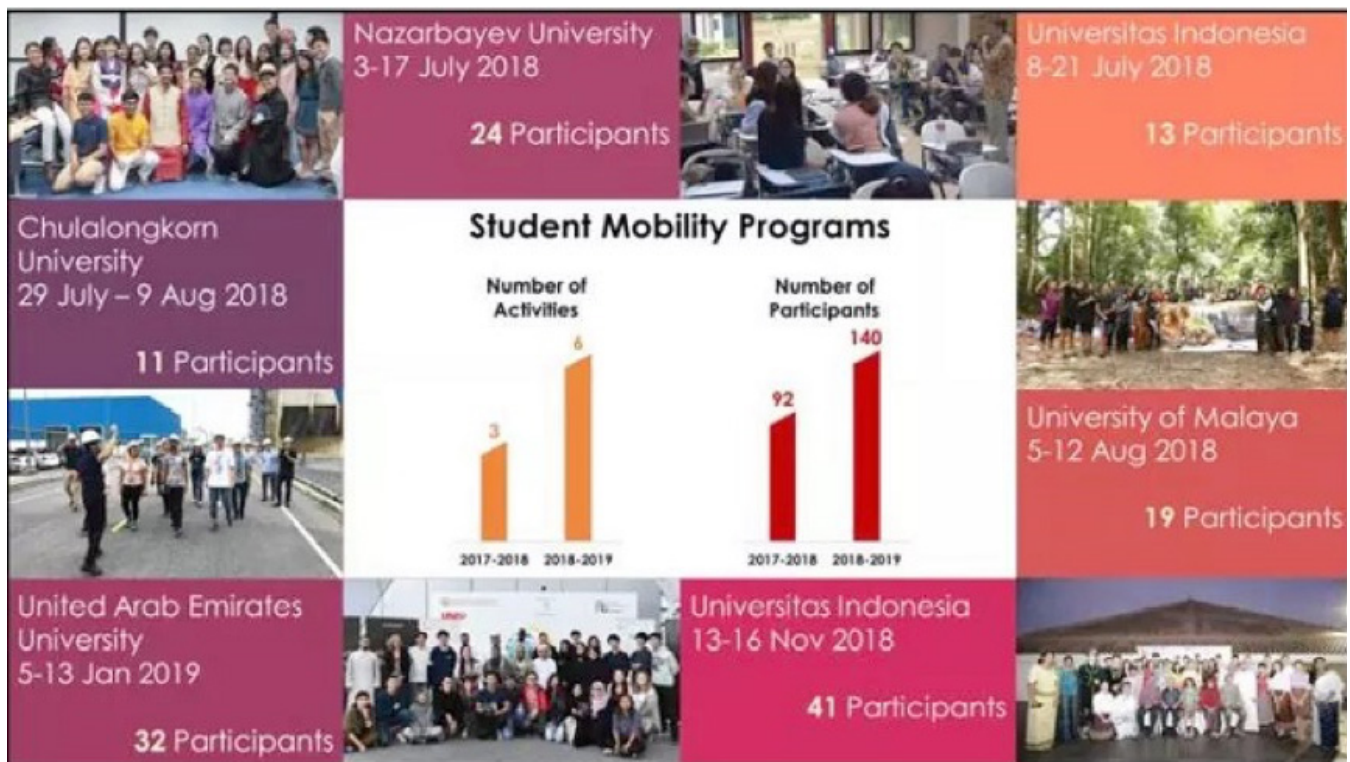 Nazarbayev University
3-17 July 2018
24 Participants
Universitas Indonesia
8-21 July 2018
13 Participants
Chulalongkorn
University
29 July – 9 Aug 2018
11 Participants
Student Mobility Programs
Number of
Activities
3
6
2017-2018
2018-2019
Number of
Participants
92
140
2017-2018
2018-2019
University of Malaya
5-12 Aug 2018
19 Participants
United Arab Emirates
University
5-13 Jan 2019
32 Participants
Universitas Indonesia
13-16 Nov 2018
41 Participants